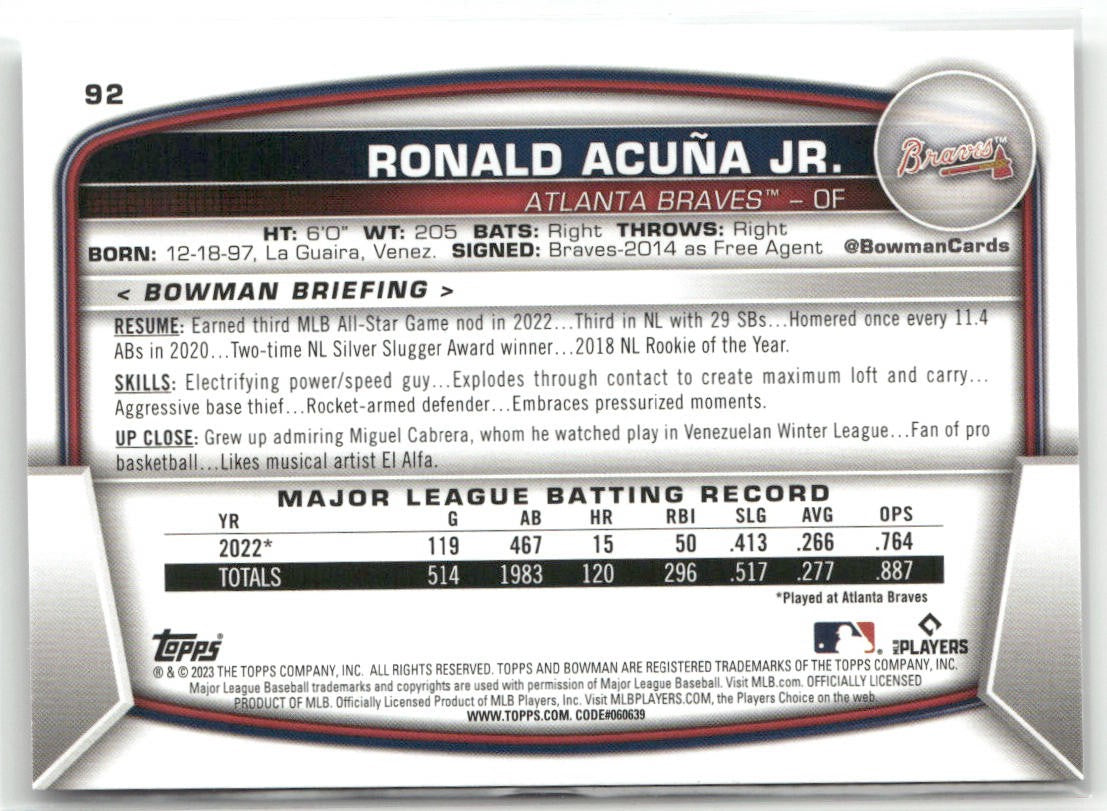 92
Braves™
RONALD ACUÑA JR.
ATLANTA BRAVES™ – OF
HT: 6'0" WT: 205 BATS: Right THROWS: Right
BORN: 12-18-97, La Guaira, Venez. SIGNED: Braves-2014 as Free Agent @BowmanCards
< BOWMAN BRIEFING >
RESUME: Earned third MLB All-Star Game nod in 2022...Third in NL with 29 SBs...Homered once every 11.4
ABs in 2020...Two-time NL Silver Slugger Award winner...2018 NL Rookie of the Year.
SKILLS: Electrifying power/speed guy...Explodes through contact to create maximum loft and carry...
Aggressive base thief...Rocket-armed defender...Embraces pressurized moments.
UP CLOSE: Grew up admiring Miguel Cabrera, whom he watched play in Venezuelan Winter League...Fan of pro
basketball...Likes musical artist El Alfa.
MAJOR LEAGUE BATTING RECORD
YR G AB HR RBI SLG AVG OPS
2022* 119 467 15 50 .413 .266 .764
TOTALS 514 1983 120 296 .517 .277 .887
*Played at Atlanta Braves
topps® MLB PLAYERS
® & © 2023 THE TOPPS COMPANY, INC. ALL RIGHTS RESERVED. TOPPS AND BOWMAN ARE REGISTERED TRADEMARKS OF THE TOPPS COMPANY, INC.
Major League Baseball trademarks and copyrights are used with permission of Major League Baseball. Visit MLB.com. OFFICIALLY LICENSED
PRODUCT OF MLB. Officially Licensed Product of MLB Players, Inc. Visit MLBPLAYERS.COM, the Players Choice on the web.
WWW.TOPPS.COM. CODE#060639